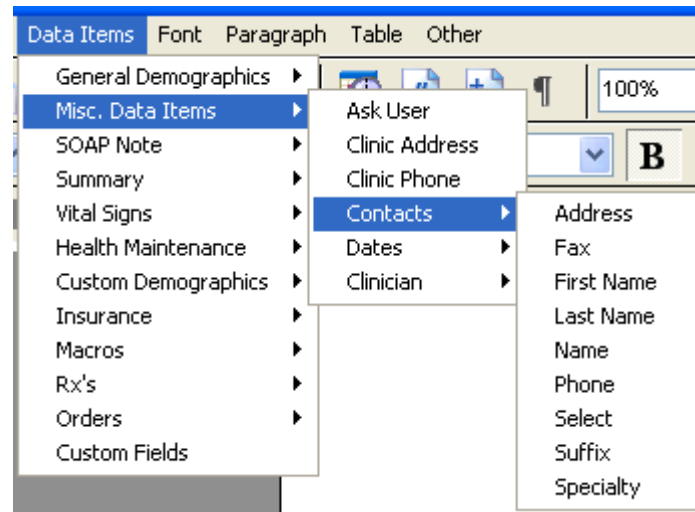 Data Items Font Paragraph Table Other
General Demographics
Misc. Data Items
SOAP Note
Summary
Vital Signs
Health Maintenance
Custom Demographics
Insurance
Macros
Rx's
Orders
Custom Fields
¶ 100%
B
Ask User
Clinic Address
Clinic Phone
Contacts
Dates
Clinician
Address
Fax
First Name
Last Name
Name
Phone
Select
Suffix
Specialty